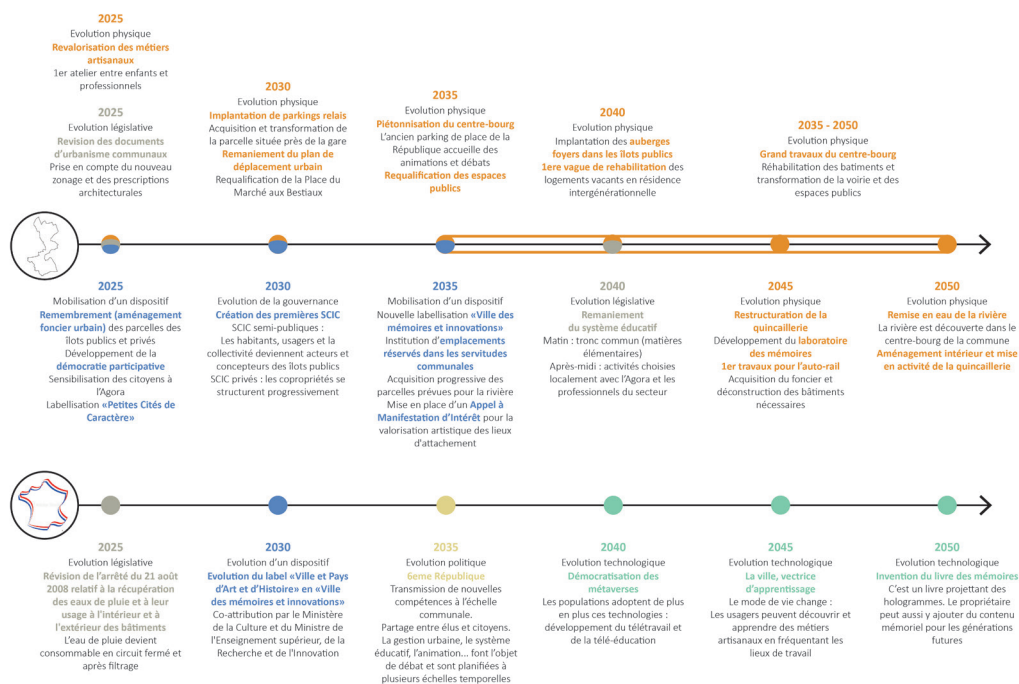 2025
Evolution physique
Revalorisation des métiers
artisanaux
1er atelier entre enfants et
professionnels
2025
Evolution législative
Revision des documents
d'urbanisme communaux
Prise en compte du nouveau
zonage et des prescriptions
architecturales
2030
Evolution physique
Implantation de parkings relais
Acquisition et transformation de
la parcelle située près de la gare
Remaniement du plan de
déplacement urbain
Requalification de la Place du
Marché aux Bestiaux
2035
Evolution physique
Piétonnisation du centre-bourg
L'ancien parking de place de la
République accueille des
animations et débats
Requalification des espaces
publics
2040
Evolution physique
Implantation des auberges
foyers dans les îlots publics
1ere vague de rehabilitation des
logements vacants en résidence
intergénérationnelle
2035 - 2050
Evolution physique
Grand travaux du centre-bourg
Réhabilitation des batiments et
transformation de la voirie et des
espaces publics
2025
Mobilisation d'un dispositif
Remembrement (aménagement
foncier urbain) des parcelles des
îlots publics et privés
Développement de la
démocratie participative
Sensibilisation des citoyens à
l'Agora
Labellisation «Petites Cités de
Caractère»
2030
Evolution de la gouvernance
Création des premières SCIC
SCIC semi-publiques :
Les habitants, usagers et la
collectivité deviennent acteurs et
concepteurs des îlots publics
SCIC privés : les copropriétés se
structurent progressivement
2035
Mobilisation d'un dispositif
Nouvelle labellisation «Ville des
mémoires et innovations»
Institution d'emplacements
réservés dans les servitudes
communales
Acquisition progressive des
parcelles prévues pour la rivière
Mise en place d'un Appel à
Manifestation d'Intérêt pour la
valorisation artistique des lieux
d'attachement
2040
Evolution législative
Remaniement
du système éducatif
Matin : tronc commun (matières
élémentaires)
Après-midi : activités choisies
localement avec l'Agora et les
professionnels du secteur
2045
Evolution physique
Restructuration de la
quincaillerie
Développement du laboratoire
des mémoires
1er travaux pour l'auto-rail
Acquisition du foncier et
déconstruction des bâtiments
nécessaires
2050
Evolution physique
Remise en eau de la rivière
La rivière est découverte dans le
centre-bourg de la commune
Aménagement intérieur et mise
en activité de la quincaillerie
2025
Evolution législative
Révision de l'arrêté du 21 août
2008 relatif à la récupération
des eaux de pluie et à leur
usage à l'intérieur et à
l'extérieur des bâtiments
L'eau de pluie devient
consommable en circuit fermé et
après filtrage
2030
Evolution d'un dispositif
Evolution du label «Ville et Pays
d'Art et d'Histoire» en «Ville
des mémoires et innovations»
Co-attribution par le Ministère
de la Culture et du Ministre de
l'Enseignement supérieur, de la
Recherche et de l'Innovation
2035
Evolution politique
6eme République
Transmission de nouvelles
compétences à l'échelle
communale.
Partage entre élus et citoyens.
La gestion urbaine, le système
éducatif, l'animation... font l'objet
de débat et sont planifiées à
plusieurs échelles temporelles
2040
Evolution technologique
Démocratisation des
métaverses
Les populations adoptent de plus
en plus ces technologies :
développement du télétravail et
de la télé-éducation
2045
Evolution technologique
La ville, vectrice
d'apprentissage
Le mode de vie change :
Les usagers peuvent découvrir et
apprendre des métiers
artisanaux en fréquentant les
lieux de travail
2050
Evolution technologique
Invention du livre des mémoires
C'est un livre projetant des
hologrammes. Le propriétaire
peut aussi y ajouter du contenu
mémoriel pour les générations
futures